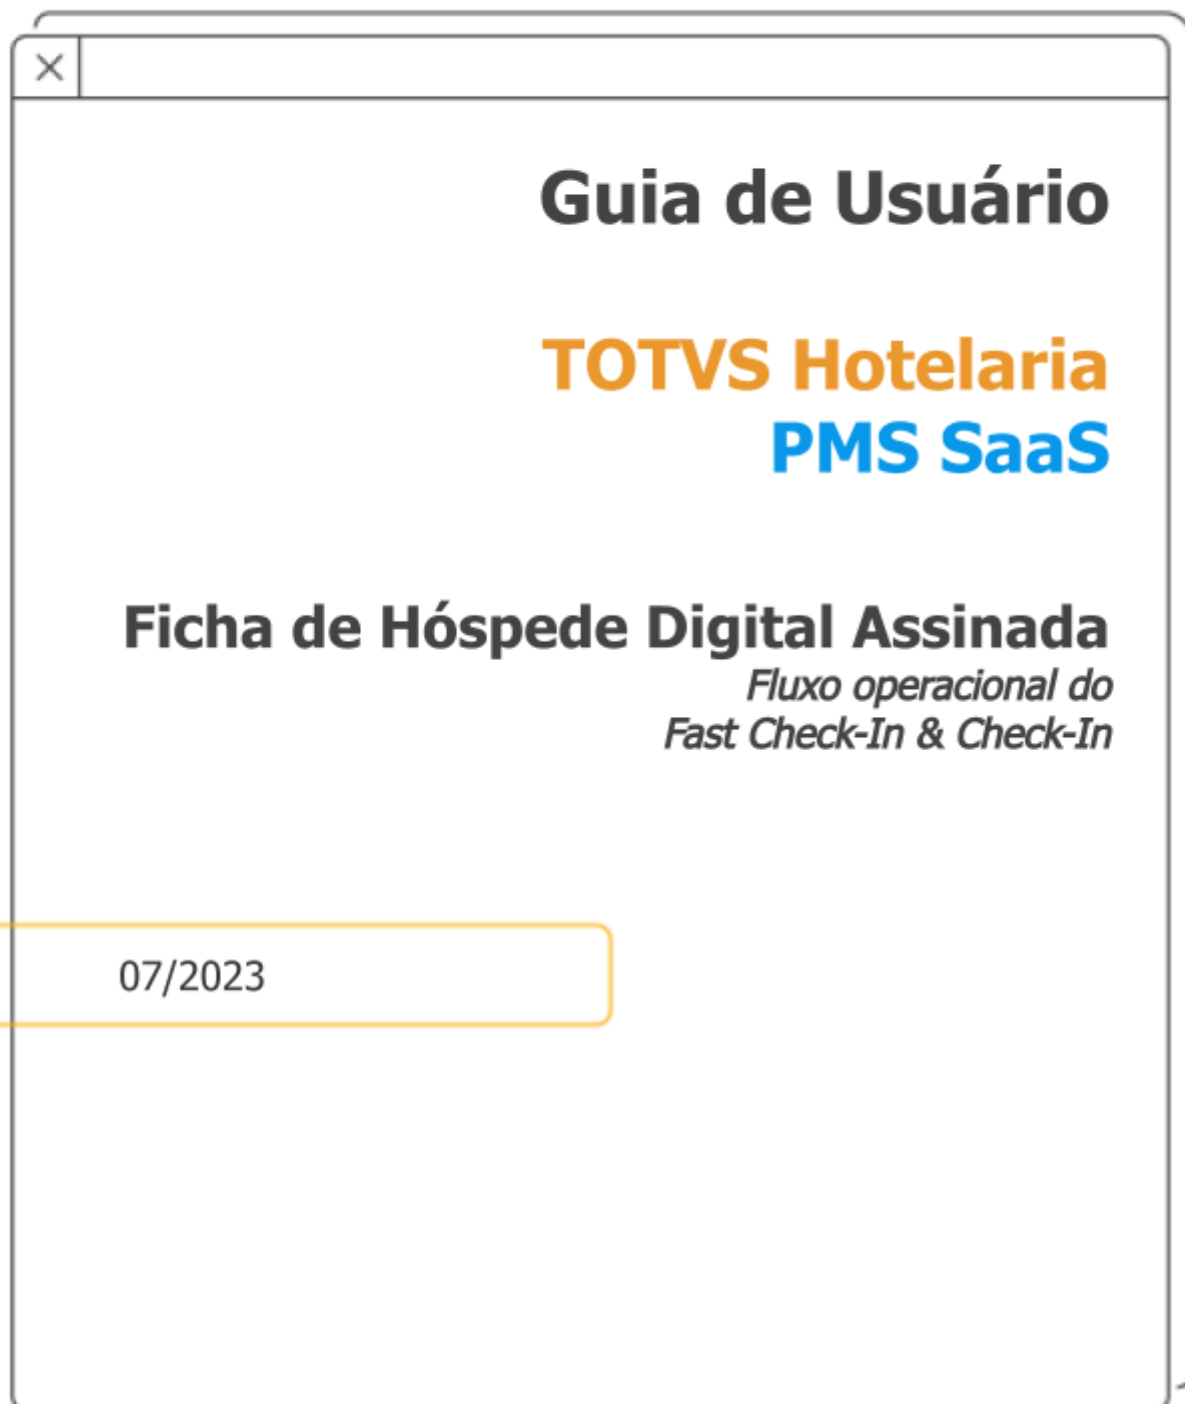 Guia de Usuário
TOTVS Hotelaria
PMS SaaS
Ficha de Hóspede Digital Assinada
Fluxo operacional do
Fast Check-In & Check-In
07/2023